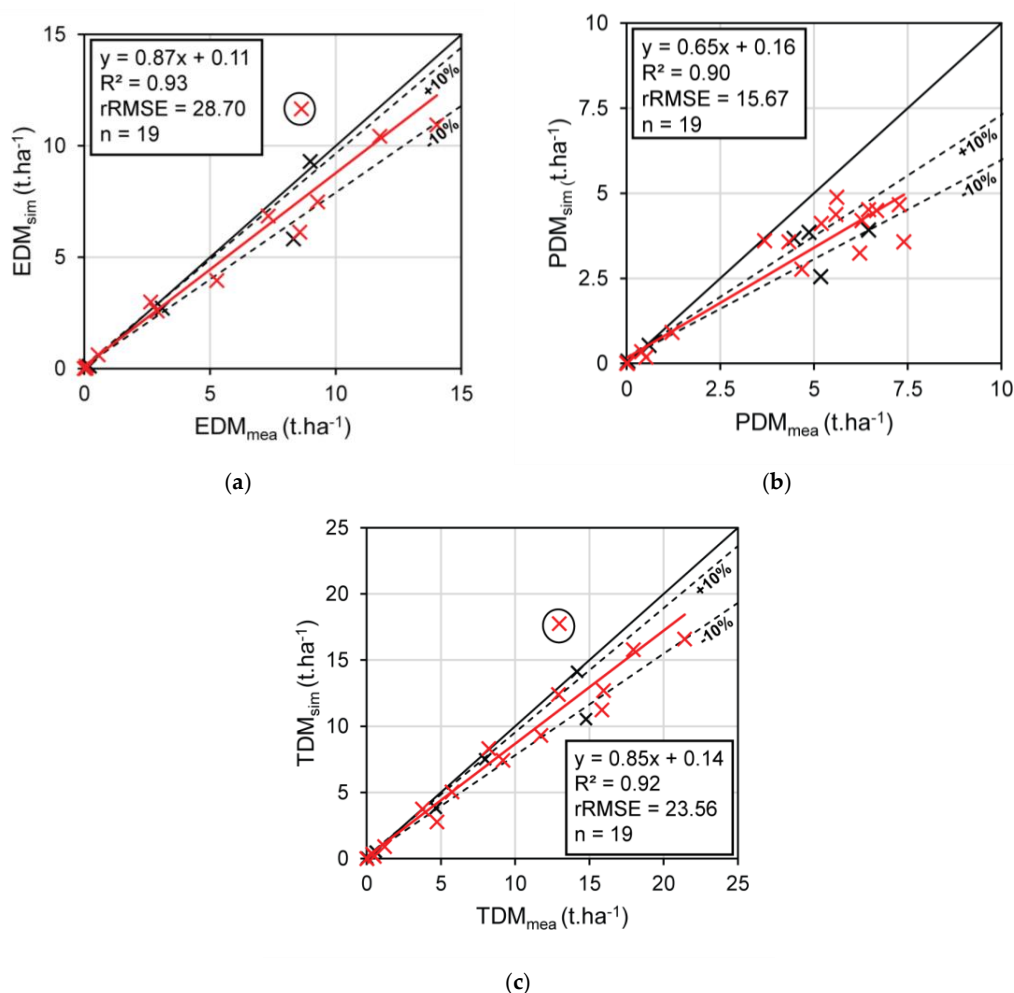 15
10
5
0
EDMsim (t.ha-1)
y = 0.87x + 0.11
R² = 0.93
rRMSE = 28.70
n = 19
+10%
-10%
0
5
10
15
EDMmea (t.ha-1)
(a)
10
7.5
5
2.5
0
PDMsim (t.ha-1)
y = 0.65x + 0.16
R² = 0.90
rRMSE = 15.67
n = 19
+10%
-10%
0
2.5
5
7.5
10
PDMmea (t.ha-1)
(b)
25
20
15
10
5
0
TDMsim (t.ha-1)
+10%
-10%
y = 0.85x + 0.14
R² = 0.92
rRMSE = 23.56
n = 19
0
5
10
15
20
25
TDMmea (t.ha-1)
(c)